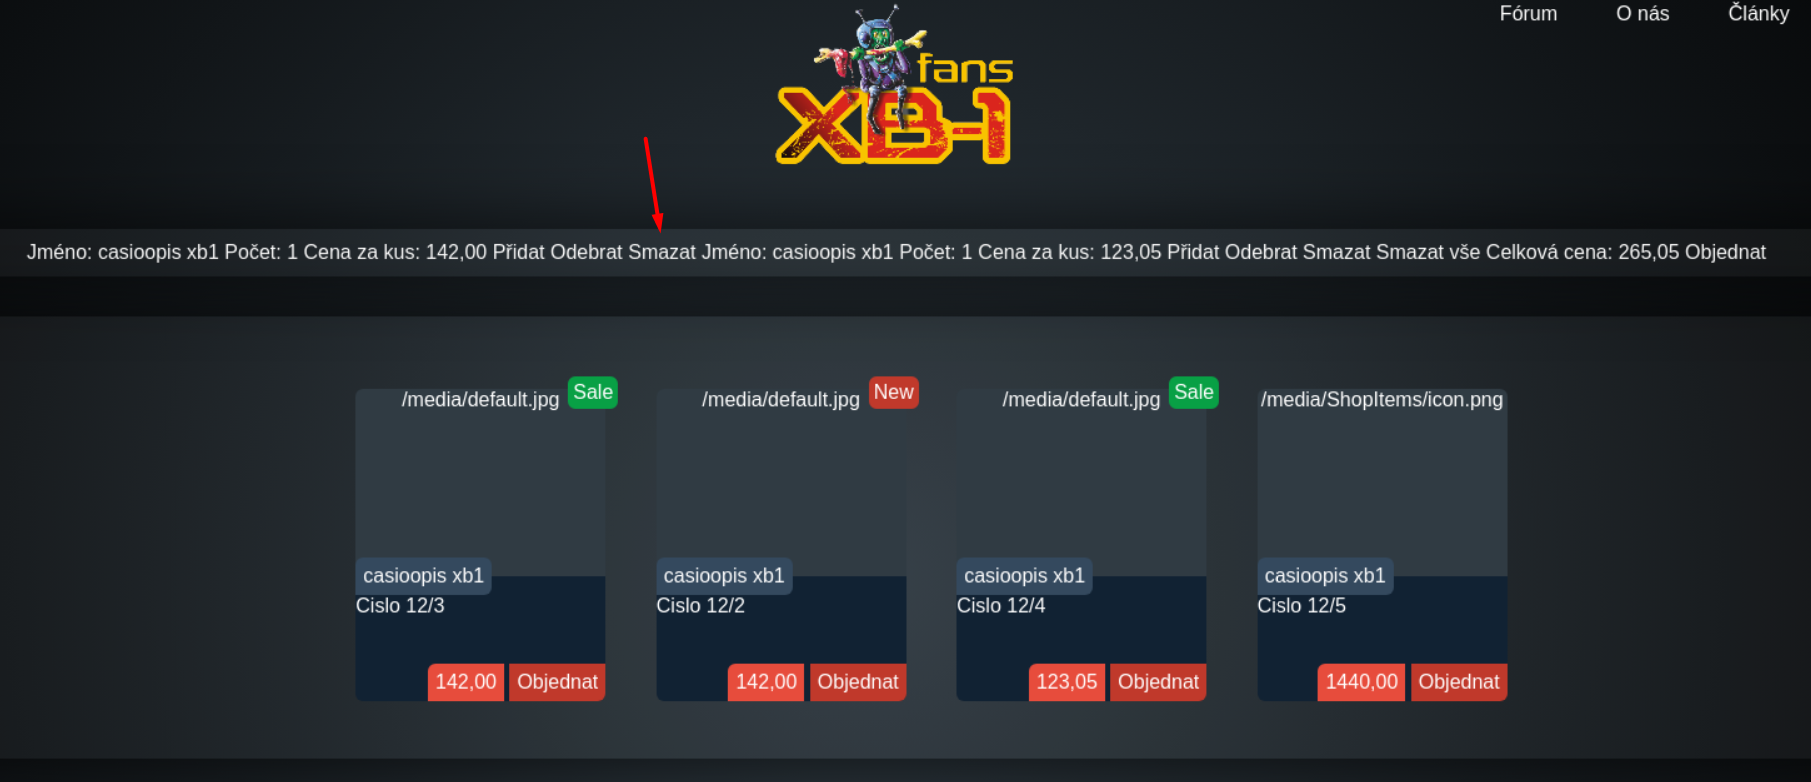 Fórum O nás Články
fans
XB-1
Jméno: casioopis xb1 Počet: 1 Cena za kus: 142,00 Přidat Odebrat Smazat Jméno: casioopis xb1 Počet: 1 Cena za kus: 123,05 Přidat Odebrat Smazat Smazat vše Celková cena: 265,05 Objednat
/media/default.jpg Sale
casioopis xb1
Cislo 12/3
142,00 Objednat
/media/default.jpg New
casioopis xb1
Cislo 12/2
142,00 Objednat
/media/default.jpg Sale
casioopis xb1
Cislo 12/4
123,05 Objednat
/media/ShopItems/icon.png
casioopis xb1
Cislo 12/5
1440,00 Objednat